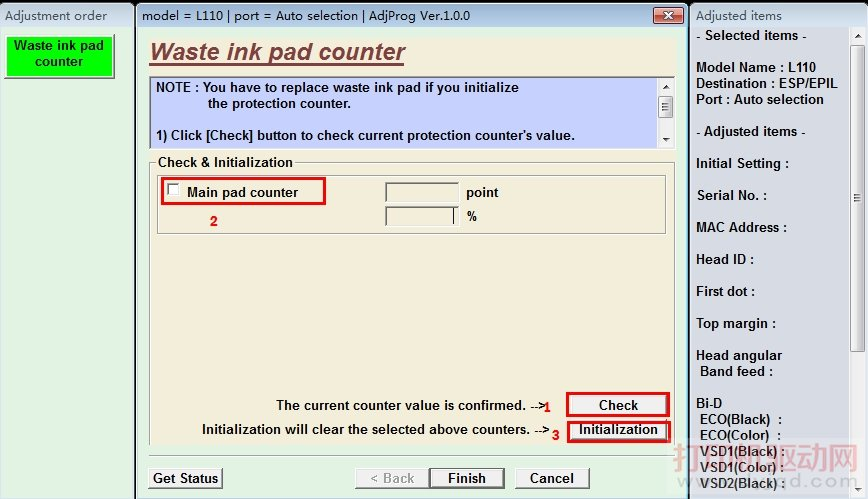 Adjustment order
Waste ink pad
counter
model = L110 | port = Auto selection | AdjProg Ver.1.0.0
Waste ink pad counter
NOTE : You have to replace waste ink pad if you initialize
the protection counter.
1) Click [Check] button to check current protection counter's value.
Check & Initialization
Main pad counter
point
2
%
The current counter value is confirmed. -->
1
Check
Initialization will clear the selected above counters. -->
3
Initialization
Get Status
< Back
Finish
Cancel
Adjusted items
- Selected items -
Model Name : L110
Destination : ESP/EPIL
Port : Auto selection
- Adjusted items -
Initial Setting :
Serial No. :
MAC Address :
Head ID :
First dot :
Top margin :
Head angular
Band feed :
Bi-D
ECO(Black) :
ECO(Color) :
VSD1(Black) :
VSD1(Color) :
VSD2(Black) :
打印机驱动网